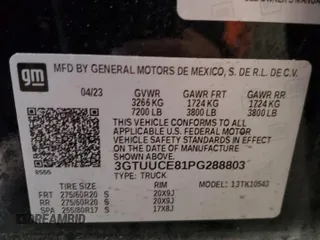 gm
MFD BY GENERAL MOTORS DE MEXICO, S. DE R.L. DE C.V.
04/23 GVWR GAWR FRT GAWR RR
3266 KG 1724 KG 1724 KG
7200 LB 3800 LB 3800 LB
THIS VEHICLE CONFORMS TO ALL
APPLICABLE U.S. FEDERAL MOTOR
VEHICLE SAFETY STANDARDS IN
EFFECT ON THE DATE OF
MANUFACTURE SHOWN ABOVE.
3GTUUCE81PG288803
TYPE: TRUCK
TIRE SIZE RIM MODEL: 1JTK10543
FRT 275/60R20 S 20X9J
RR 275/60R20 S 20X9J
SPA 255/80R17 S 17X8J
DREAMBID